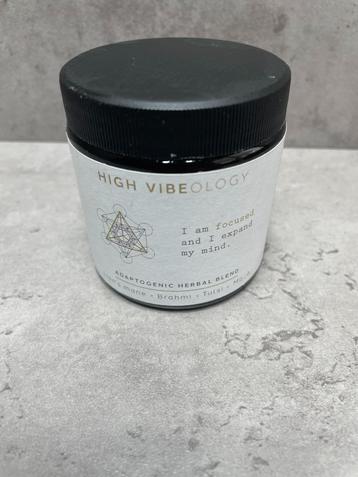 HIGH VIBEOLOGY
I am focused
and I expand
my mind.
ADAPTOGENIC HERBAL BLEND
mane • Brahmi • Tulsi •